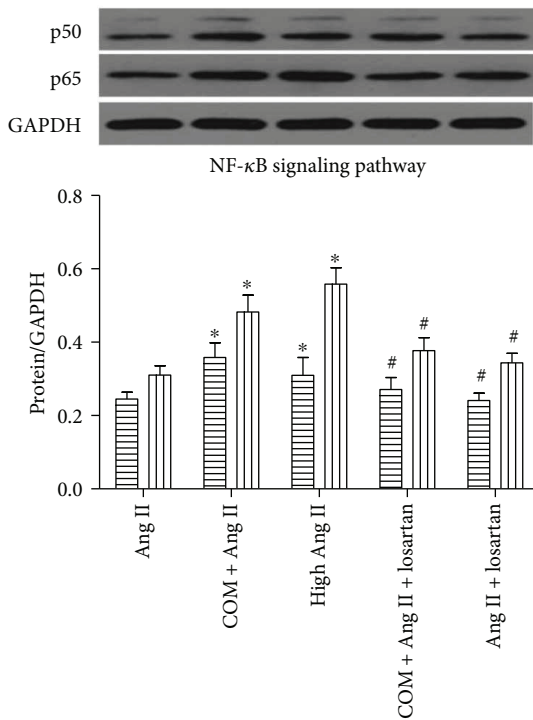 p50
p65
GAPDH
NF-κB signaling pathway
Protein/GAPDH
0.8
0.6
0.4
0.2
0.0
*
*
*
*
#
#
#
#
Ang II
COM + Ang II
High Ang II
COM + Ang II + losartan
Ang II + losartan